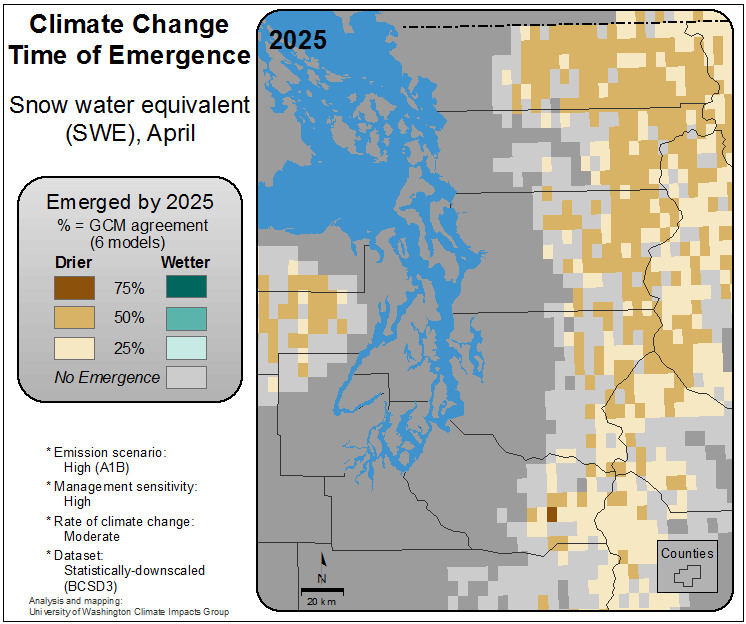 Climate Change
Time of Emergence
Snow water equivalent
(SWE), April
Emerged by 2025
% = GCM agreement
(6 models)
Drier Wetter
75%
50%
25%
No Emergence
* Emission scenario:
High (A1B)
* Management sensitivity:
High
* Rate of climate change:
Moderate
* Dataset:
Statistically-downscaled
(BCSD3)
Analysis and mapping:
University of Washington Climate Impacts Group
2025
N
20 km
Counties